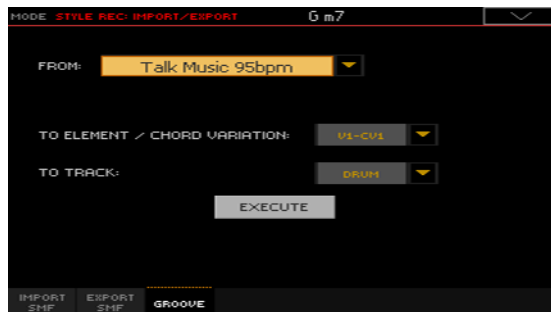 MODE STYLE REC: IMPORT/EXPORT G m7
FROM: Talk Music 95bpm
TO ELEMENT / CHORD VARIATION: V1-CV1
TO TRACK: DRUM
EXECUTE
IMPORT SMF EXPORT SMF GROOVE